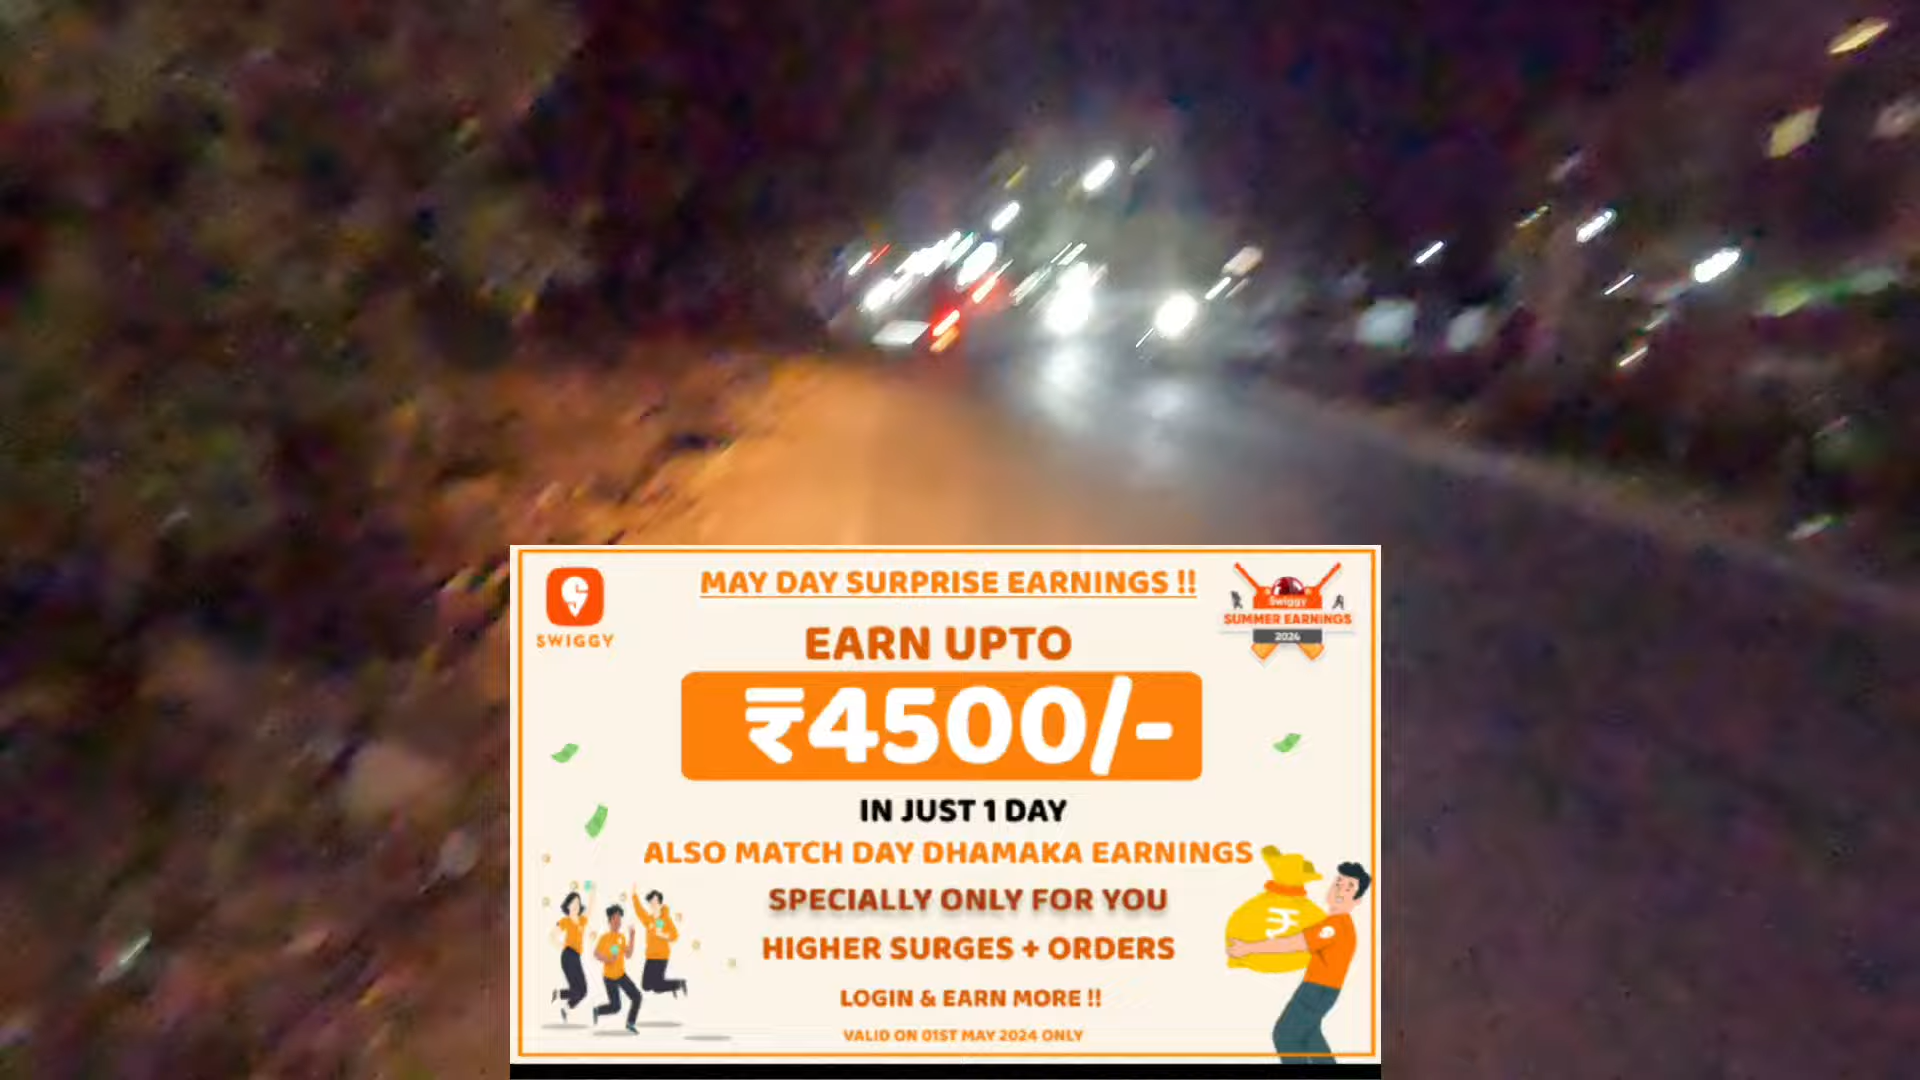 MAY DAY SURPRISE EARNINGS !!
SWIGGY
Swiggy
SUMMER EARNINGS
2024
EARN UPTO
₹4500/-
IN JUST 1 DAY
ALSO MATCH DAY DHAMAKA EARNINGS
SPECIALLY ONLY FOR YOU
HIGHER SURGES + ORDERS
₹
LOGIN & EARN MORE !!
VALID ON 01ST MAY 2024 ONLY